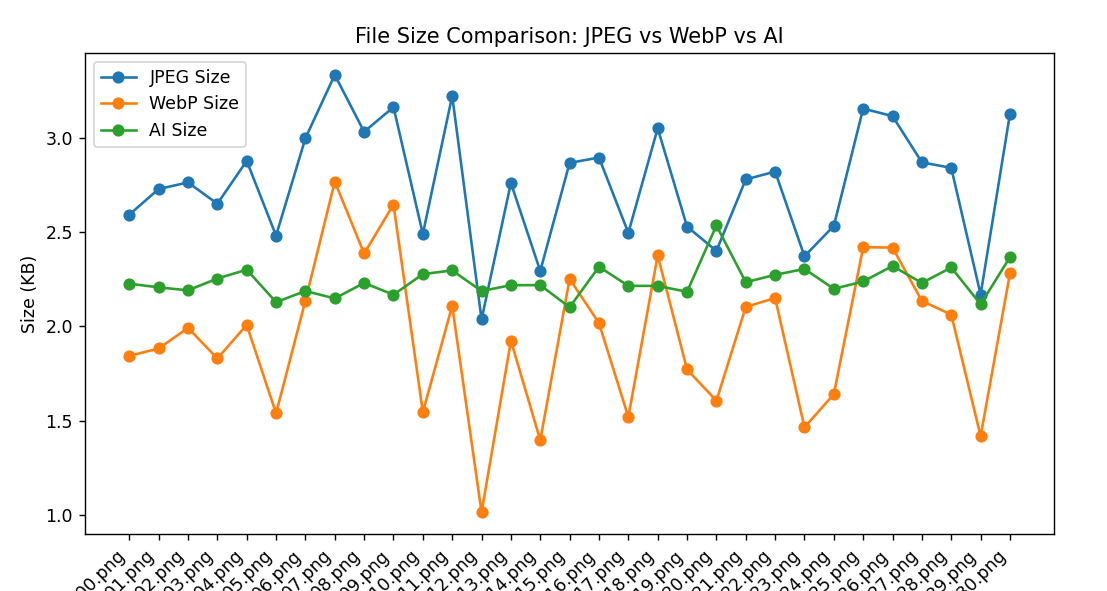 File Size Comparison: JPEG vs WebP vs AI
JPEG Size
WebP Size
AI Size
Size (KB)
3.0
2.5
2.0
1.5
1.0
00.png
01.png
02.png
03.png
04.png
05.png
06.png
07.png
08.png
09.png
10.png
11.png
12.png
13.png
14.png
15.png
16.png
17.png
18.png
19.png
20.png
21.png
22.png
23.png
24.png
25.png
26.png
27.png
28.png
29.png
30.png